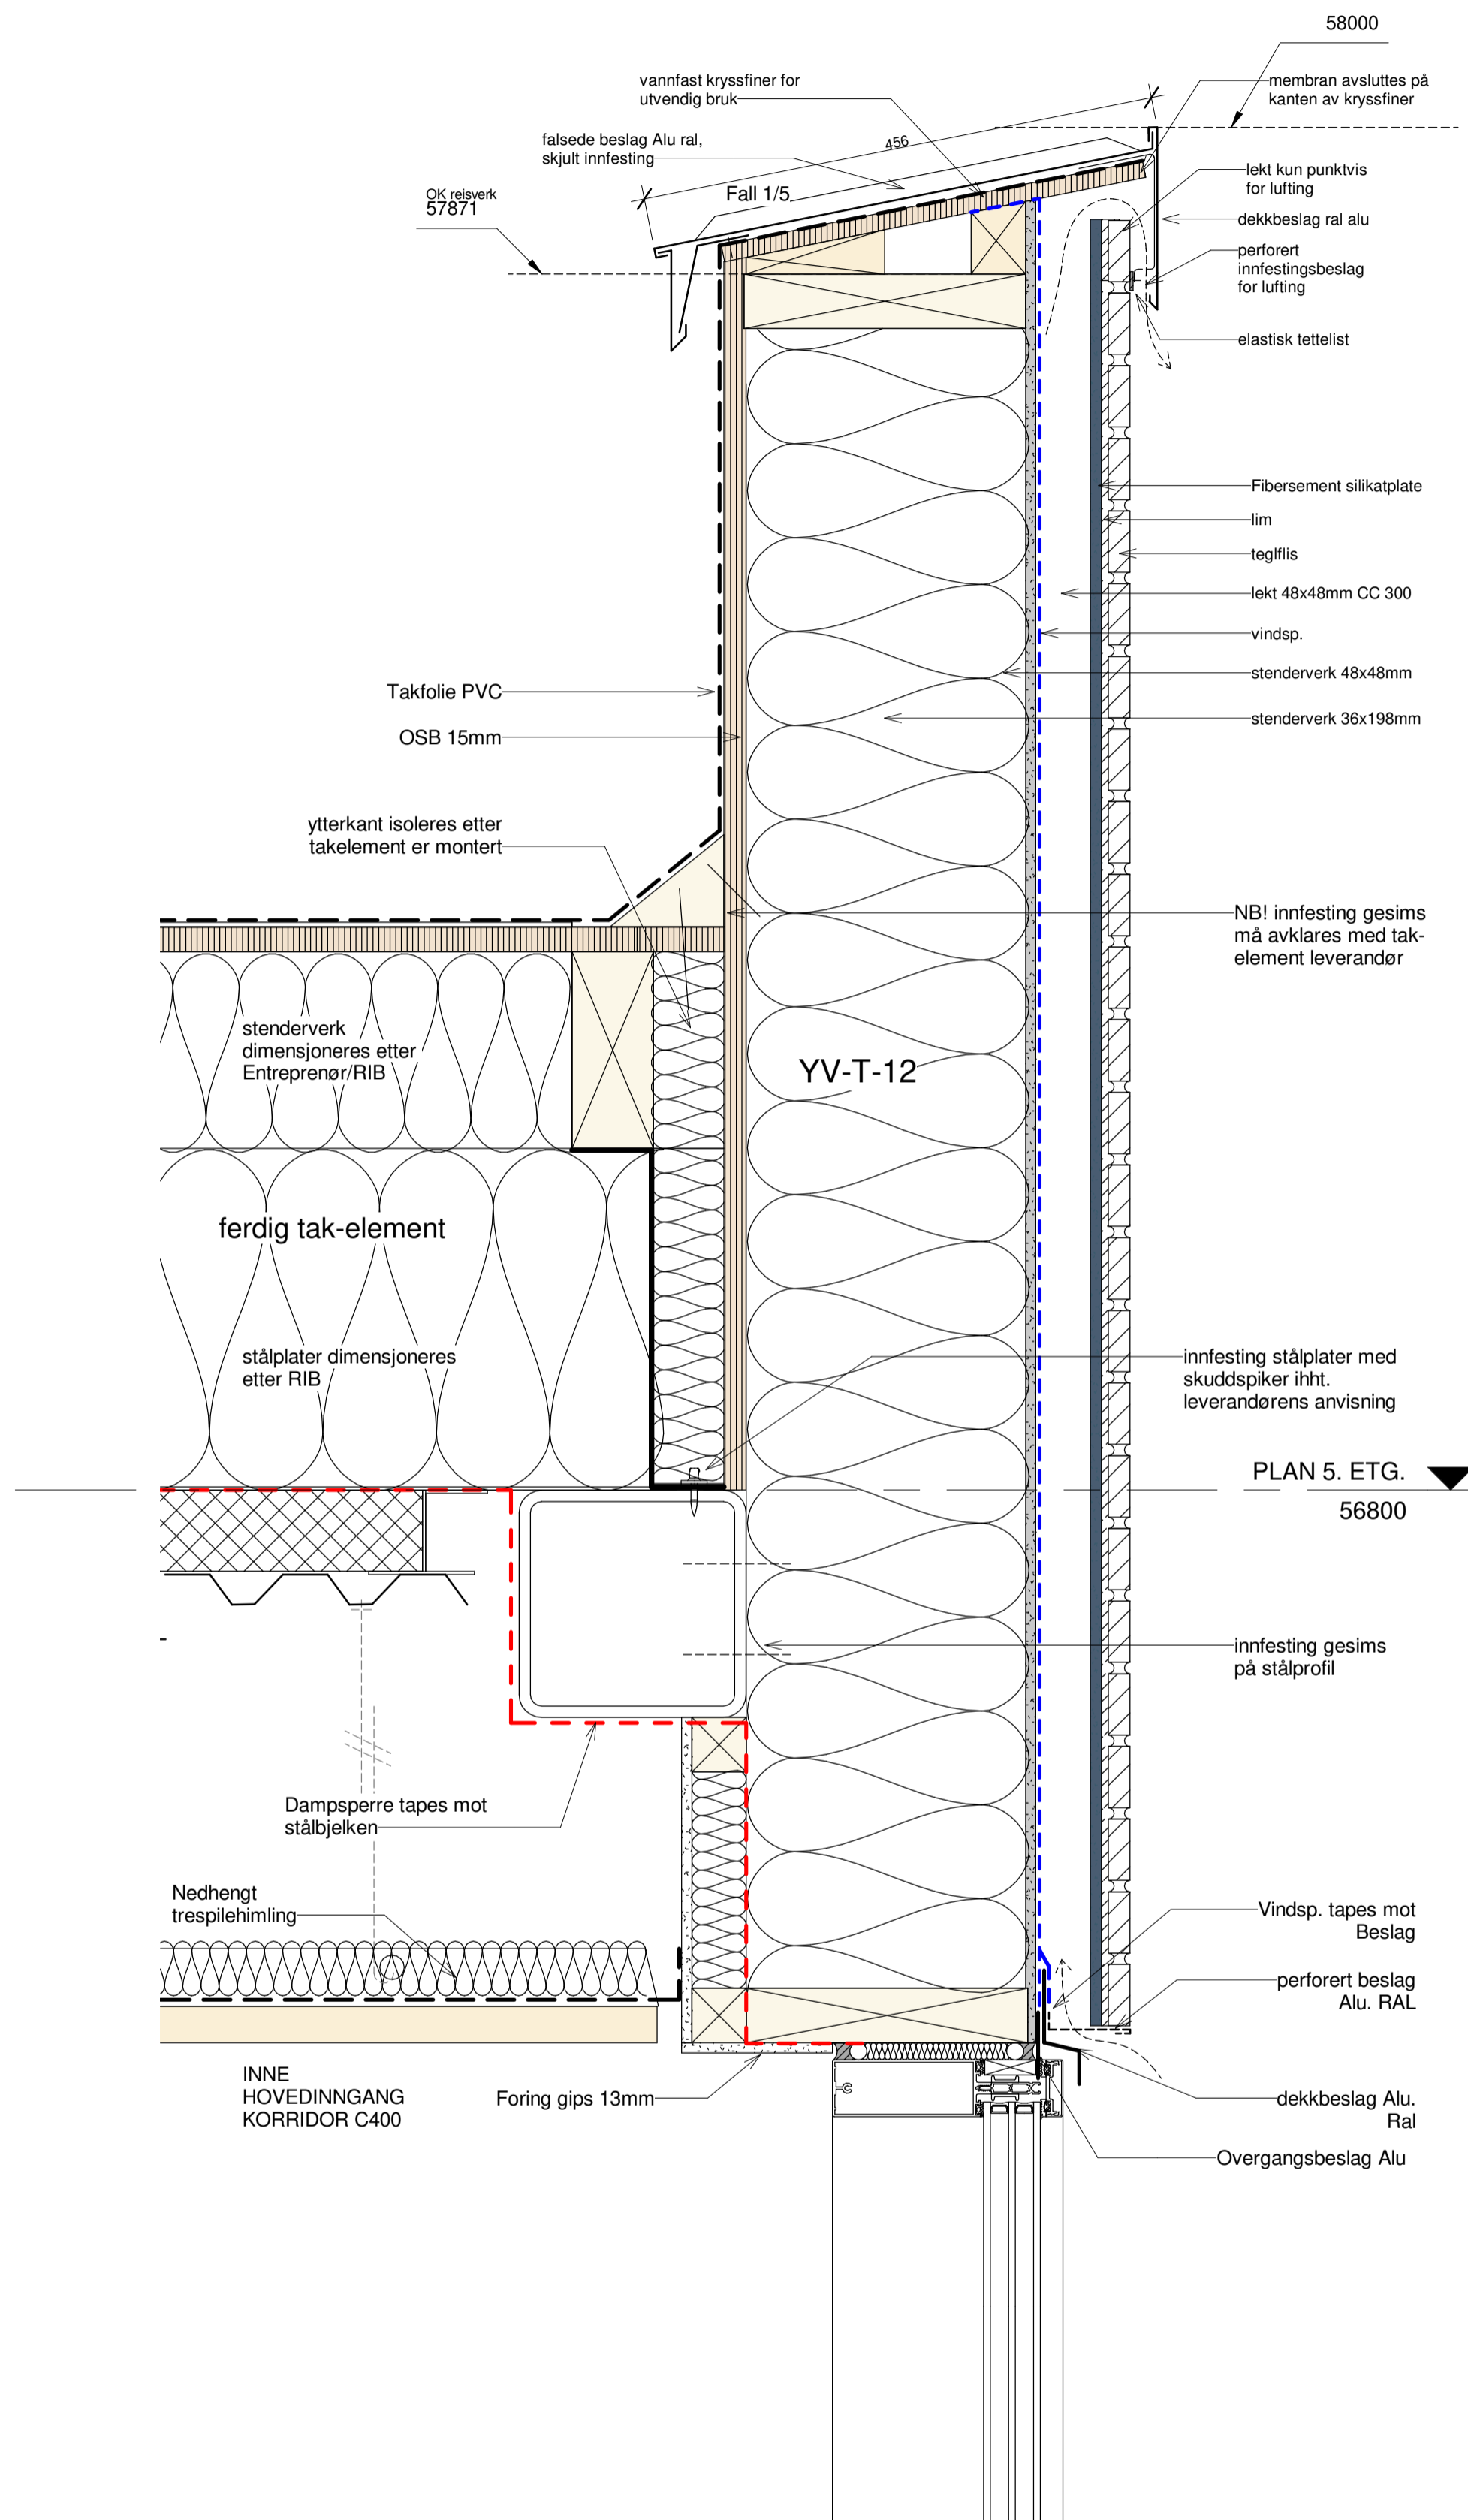 58000
vannfast kryssfiner for
utvendig bruk
membran avsluttes på
kanten av kryssfiner
falsede beslag Alu ral,
skjult innfesting
456
lekt kun punktvis
for lufting
OK reisverk
57871
Fall 1/5
dekkbeslag ral alu
perforert
innfestingsbeslag
for lufting
elastisk tettelist
Fibersement silikatplate
lim
teglflis
lekt 48x48mm CC 300
vindsp.
stenderverk 48x48mm
Takfolie PVC
stenderverk 36x198mm
OSB 15mm
ytterkant isoleres etter
takelement er montert
NB! innfesting gesims
må avklares med tak-
element leverandør
stenderverk
dimensjoneres etter
Entreprenør/RIB
YV-T-12
ferdig tak-element
stålplater dimensjoneres
etter RIB
innfesting stålplater med
skuddspiker ihht.
leverandørens anvisning
PLAN 5. ETG.
56800
innfesting gesims
på stålprofil
Dampsperre tapes mot
stålbjelken
Nedhengt
trespilehimling
Vindsp. tapes mot
Beslag
perforert beslag
Alu. RAL
INNE
HOVEDINNGANG
KORRIDOR C400
Foring gips 13mm
dekkbeslag Alu.
Ral
Overgangsbeslag Alu